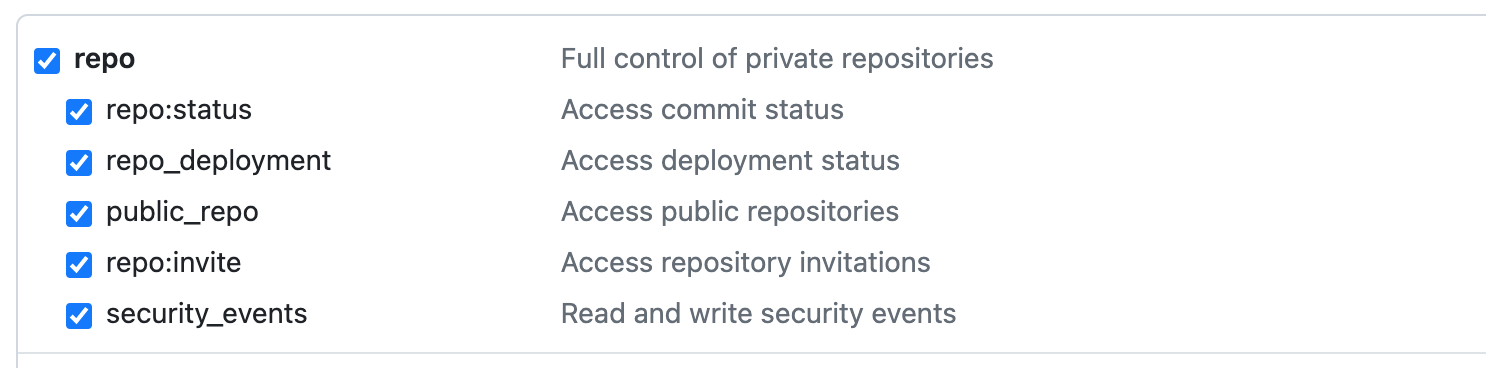 repo Full control of private repositories
repo:status Access commit status
repo_deployment Access deployment status
public_repo Access public repositories
repo:invite Access repository invitations
security_events Read and write security events